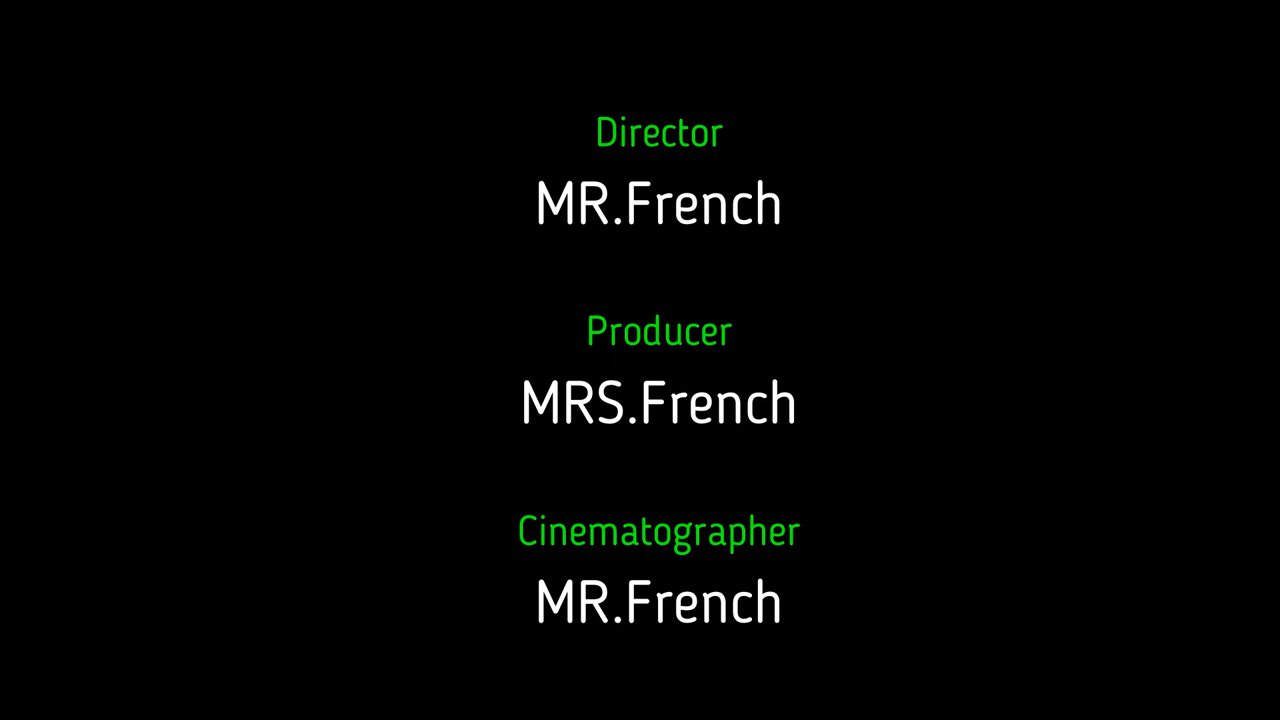 Director
MR.French
Producer
MRS.French
Cinematographer
MR.French